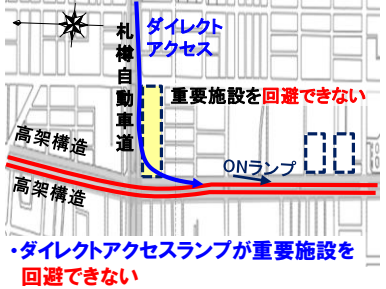 ダイレクト
アクセス
札樽自動車道
重要施設を回避できない
高架構造
高架構造
ONランプ
・ダイレクトアクセスランプが重要施設を
回避できない